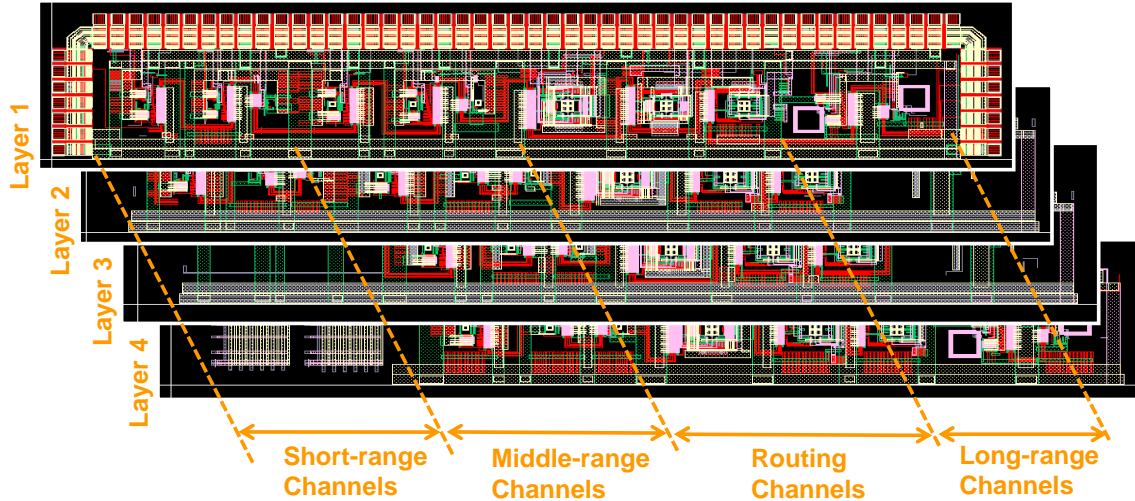 Layer 1
Layer 2
Layer 3
Layer 4
Short-range
Channels
Middle-range
Channels
Routing
Channels
Long-range
Channels